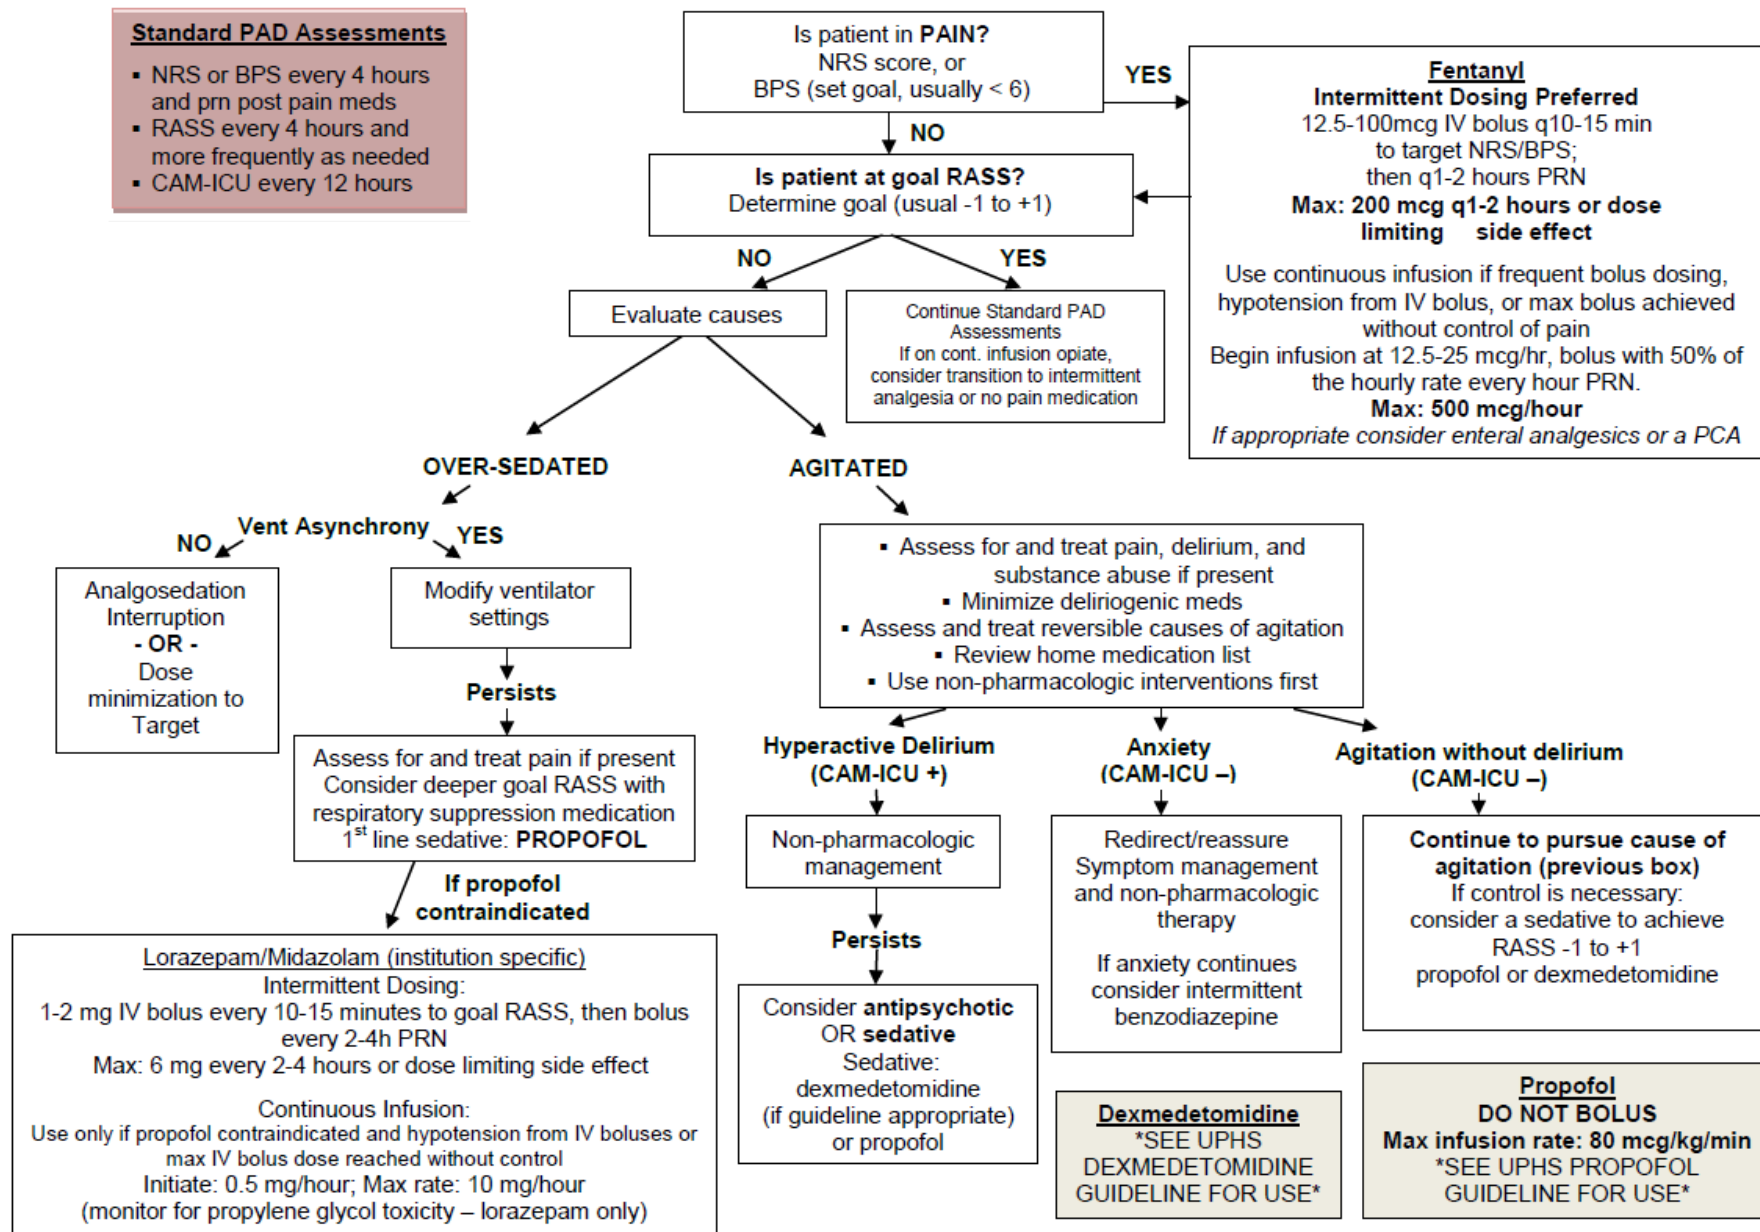 Standard PAD Assessments
▪ NRS or BPS every 4 hours
and prn post pain meds
▪ RASS every 4 hours and
more frequently as needed
▪ CAM-ICU every 12 hours
Is patient in PAIN?
NRS score, or
BPS (set goal, usually < 6)
YES
NO
Fentanyl
Intermittent Dosing Preferred
12.5-100mcg IV bolus q10-15 min
to target NRS/BPS;
then q1-2 hours PRN
Max: 200 mcg q1-2 hours or dose
limiting side effect
Use continuous infusion if frequent bolus dosing,
hypotension from IV bolus, or max bolus achieved
without control of pain
Begin infusion at 12.5-25 mcg/hr, bolus with 50% of
the hourly rate every hour PRN.
Max: 500 mcg/hour
If appropriate consider enteral analgesics or a PCA
Is patient at goal RASS?
Determine goal (usual -1 to +1)
NO
YES
Evaluate causes
Continue Standard PAD
Assessments
If on cont. infusion opiate,
consider transition to intermittent
analgesia or no pain medication
OVER-SEDATED
AGITATED
Vent Asynchrony
NO
YES
Analgosedation
Interruption
- OR -
Dose
minimization to
Target
Modify ventilator
settings
Persists
Assess for and treat pain if present
Consider deeper goal RASS with
respiratory suppression medication
1st line sedative: PROPOFOL
If propofol
contraindicated
Lorazepam/Midazolam (institution specific)
Intermittent Dosing:
1-2 mg IV bolus every 10-15 minutes to goal RASS, then bolus
every 2-4h PRN
Max: 6 mg every 2-4 hours or dose limiting side effect
Continuous Infusion:
Use only if propofol contraindicated and hypotension from IV boluses or
max IV bolus dose reached without control
Initiate: 0.5 mg/hour; Max rate: 10 mg/hour
(monitor for propylene glycol toxicity – lorazepam only)
▪ Assess for and treat pain, delirium, and
substance abuse if present
▪ Minimize deliriogenic meds
▪ Assess and treat reversible causes of agitation
▪ Review home medication list
▪ Use non-pharmacologic interventions first
Hyperactive Delirium
(CAM-ICU +)
Non-pharmacologic
management
Persists
Consider antipsychotic
OR sedative
Sedative:
dexmedetomidine
(if guideline appropriate)
or propofol
Anxiety
(CAM-ICU –)
Redirect/reassure
Symptom management
and non-pharmacologic
therapy
If anxiety continues
consider intermittent
benzodiazepine
Agitation without delirium
(CAM-ICU –)
Continue to pursue cause of
agitation (previous box)
If control is necessary:
consider a sedative to achieve
RASS -1 to +1
propofol or dexmedetomidine
Dexmedetomidine
*SEE UPHS
DEXMEDETOMIDINE
GUIDELINE FOR USE*
Propofol
DO NOT BOLUS
Max infusion rate: 80 mcg/kg/min
*SEE UPHS PROPOFOL
GUIDELINE FOR USE*